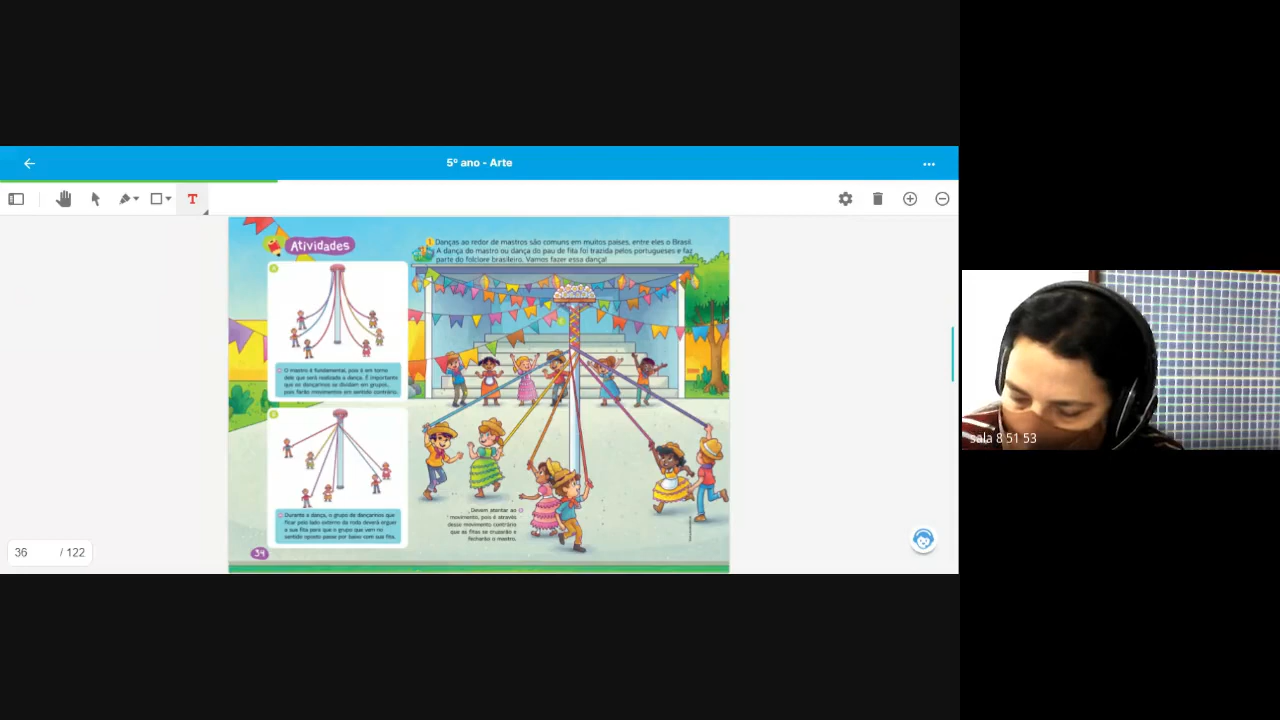 5º ano - Arte
T
Atividades
1 Danças ao redor de mastros são comuns em muitos países, entre eles o Brasil.
A dança do mastro ou dança do pau de fita foi trazida pelos portugueses e faz
parte do folclore brasileiro. Vamos fazer essa dança!
O mastro é fundamental, pois é em torno
dele que será realizada a dança. É importante
que os dançarinos se dividam em grupos,
pois farão movimentos em sentido contrário.
Durante a dança, o grupo de dançarinos que
ficar pelo lado externo da roda deverá erguer
a sua fita para que o grupo que vem no
sentido oposto passe por baixo com sua fita.
Devem atentar ao
movimento, pois é através
desse movimento contrário
que as fitas se cruzarão e
fecharão o mastro.
34
36 / 122
sala 8 51 53